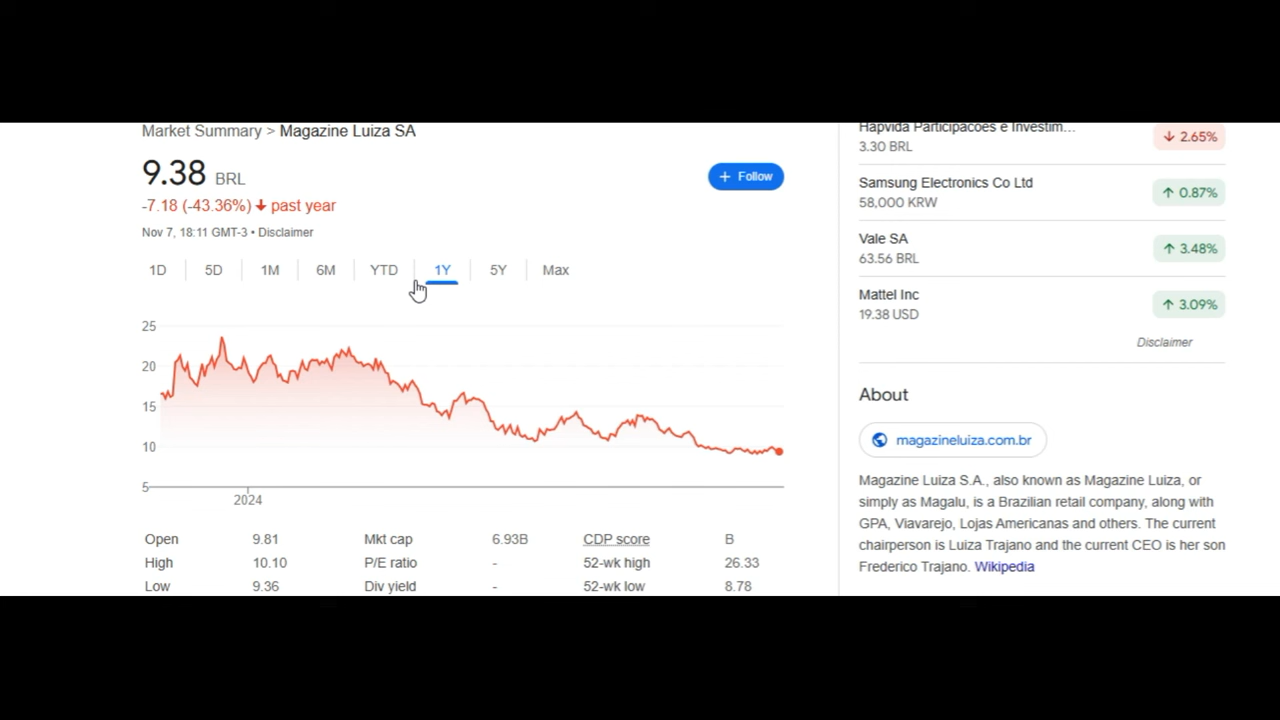 Market Summary > Magazine Luiza SA
9.38 BRL
+ Follow
-7.18 (-43.36%) ↓ past year
Nov 7, 18:11 GMT-3 • Disclaimer
1D 5D 1M 6M YTD 1Y 5Y Max
25
20
15
10
5
2024
Open 9.81 Mkt cap 6.93B CDP score B
High 10.10 P/E ratio - 52-wk high 26.33
Low 9.36 Div yield - 52-wk low 8.78
Hapvida Participacoes e Investim...
3.30 BRL
↓ 2.65%
Samsung Electronics Co Ltd
58,000 KRW
↑ 0.87%
Vale SA
63.56 BRL
↑ 3.48%
Mattel Inc
19.38 USD
↑ 3.09%
Disclaimer
About
magazineluiza.com.br
Magazine Luiza S.A., also known as Magazine Luiza, or
simply as Magalu, is a Brazilian retail company, along with
GPA, Viavarejo, Lojas Americanas and others. The current
chairperson is Luiza Trajano and the current CEO is her son
Frederico Trajano. Wikipedia